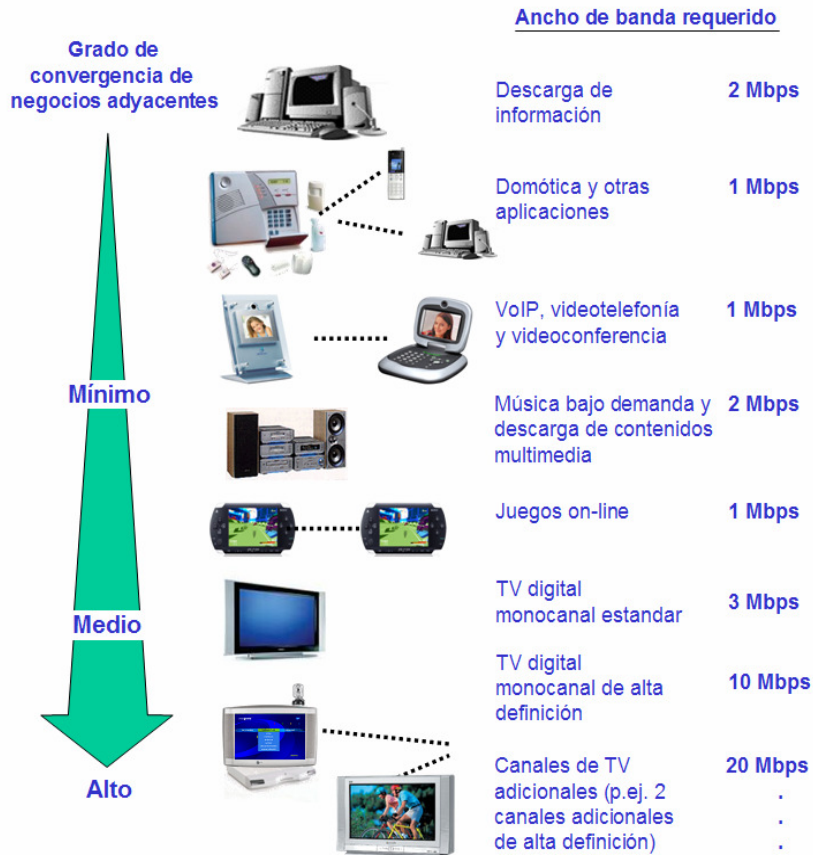 Ancho de banda requerido
Grado de
convergencia de
negocios adyacentes
Descarga de
información
2 Mbps
Domótica y otras
aplicaciones
1 Mbps
VoIP, videotelefonía
y videoconferencia
1 Mbps
Mínimo
Música bajo demanda y
descarga de contenidos
multimedia
2 Mbps
Juegos on-line
1 Mbps
TV digital
monocanal estandar
3 Mbps
Medio
TV digital
monocanal de alta
definición
10 Mbps
Alto
Canales de TV
adicionales (p.ej. 2
canales adicionales
de alta definición)
20 Mbps
.
.
.